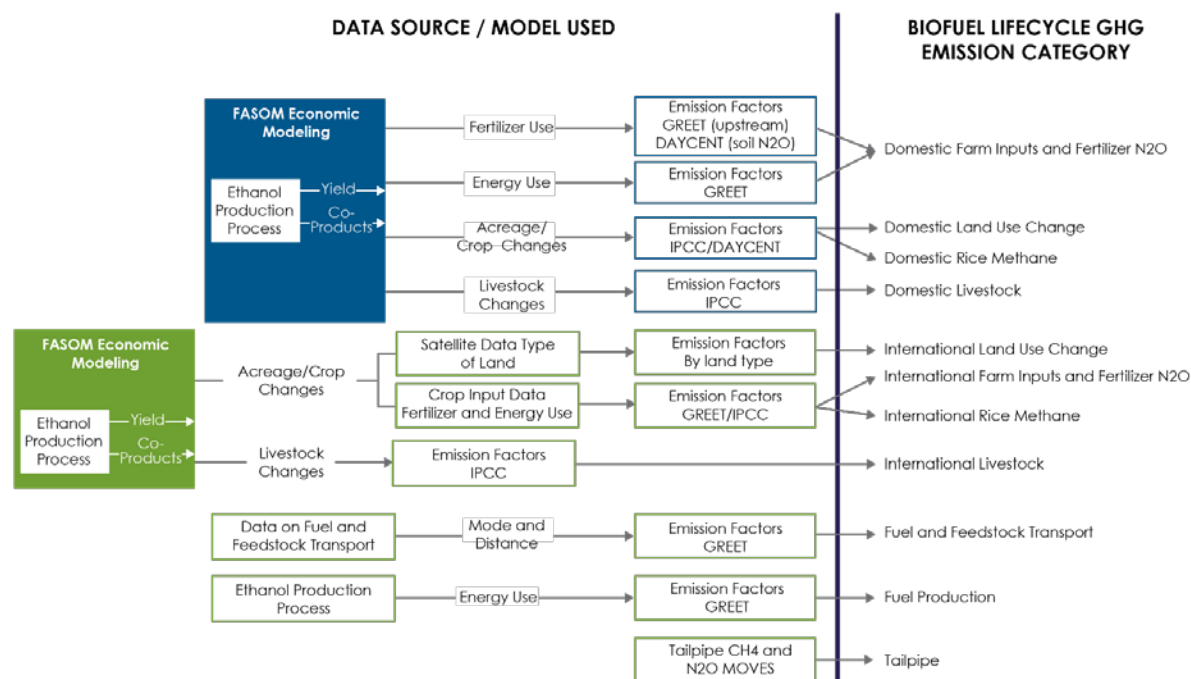 DATA SOURCE / MODEL USED
BIOFUEL LIFECYCLE GHG
EMISSION CATEGORY
FASOM Economic
Modeling
Ethanol
Production
Process
Yield
Co-
Products
Fertilizer Use
Emission Factors
GREET (upstream)
DAYCENT (soil N2O)
Domestic Farm Inputs and Fertilizer N2O
Energy Use
Emission Factors
GREET
Acreage/
Crop Changes
Emission Factors
IPCC/DAYCENT
Domestic Land Use Change
Domestic Rice Methane
Livestock
Changes
Emission Factors
IPCC
Domestic Livestock
FASOM Economic
Modeling
Ethanol
Production
Process
Yield
Co-
Products
Acreage/Crop
Changes
Satellite Data Type
of Land
Emission Factors
By land type
International Land Use Change
Crop Input Data
Fertilizer and Energy Use
Emission Factors
GREET/IPCC
International Farm Inputs and Fertilizer N2O
International Rice Methane
Livestock
Changes
Emission Factors
IPCC
International Livestock
Data on Fuel and
Feedstock Transport
Mode and
Distance
Emission Factors
GREET
Fuel and Feedstock Transport
Ethanol Production
Process
Energy Use
Emission Factors
GREET
Fuel Production
Tailpipe CH4 and
N2O MOVES
Tailpipe